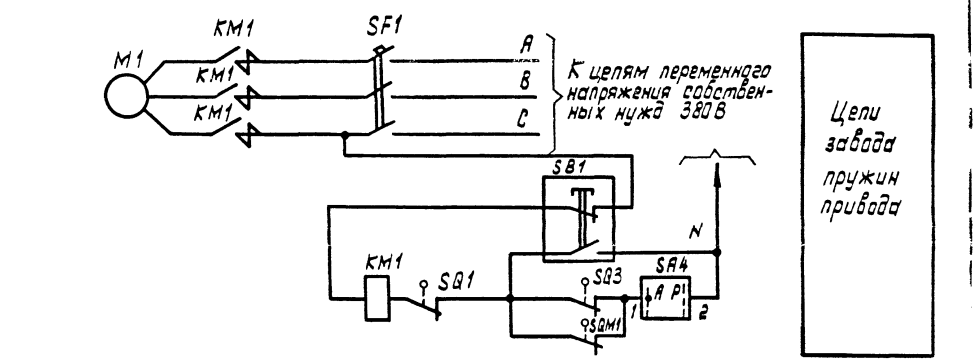 KM1
SF1
M1
A
KM1
B
KM1
C
К цепям переменного
напряжения собствен-
ных нужд 380В
Цепи
завода
пружин
привода
SB1
N
KM1
SQ1
SQ3
SA4
1
A P
2
SQM1